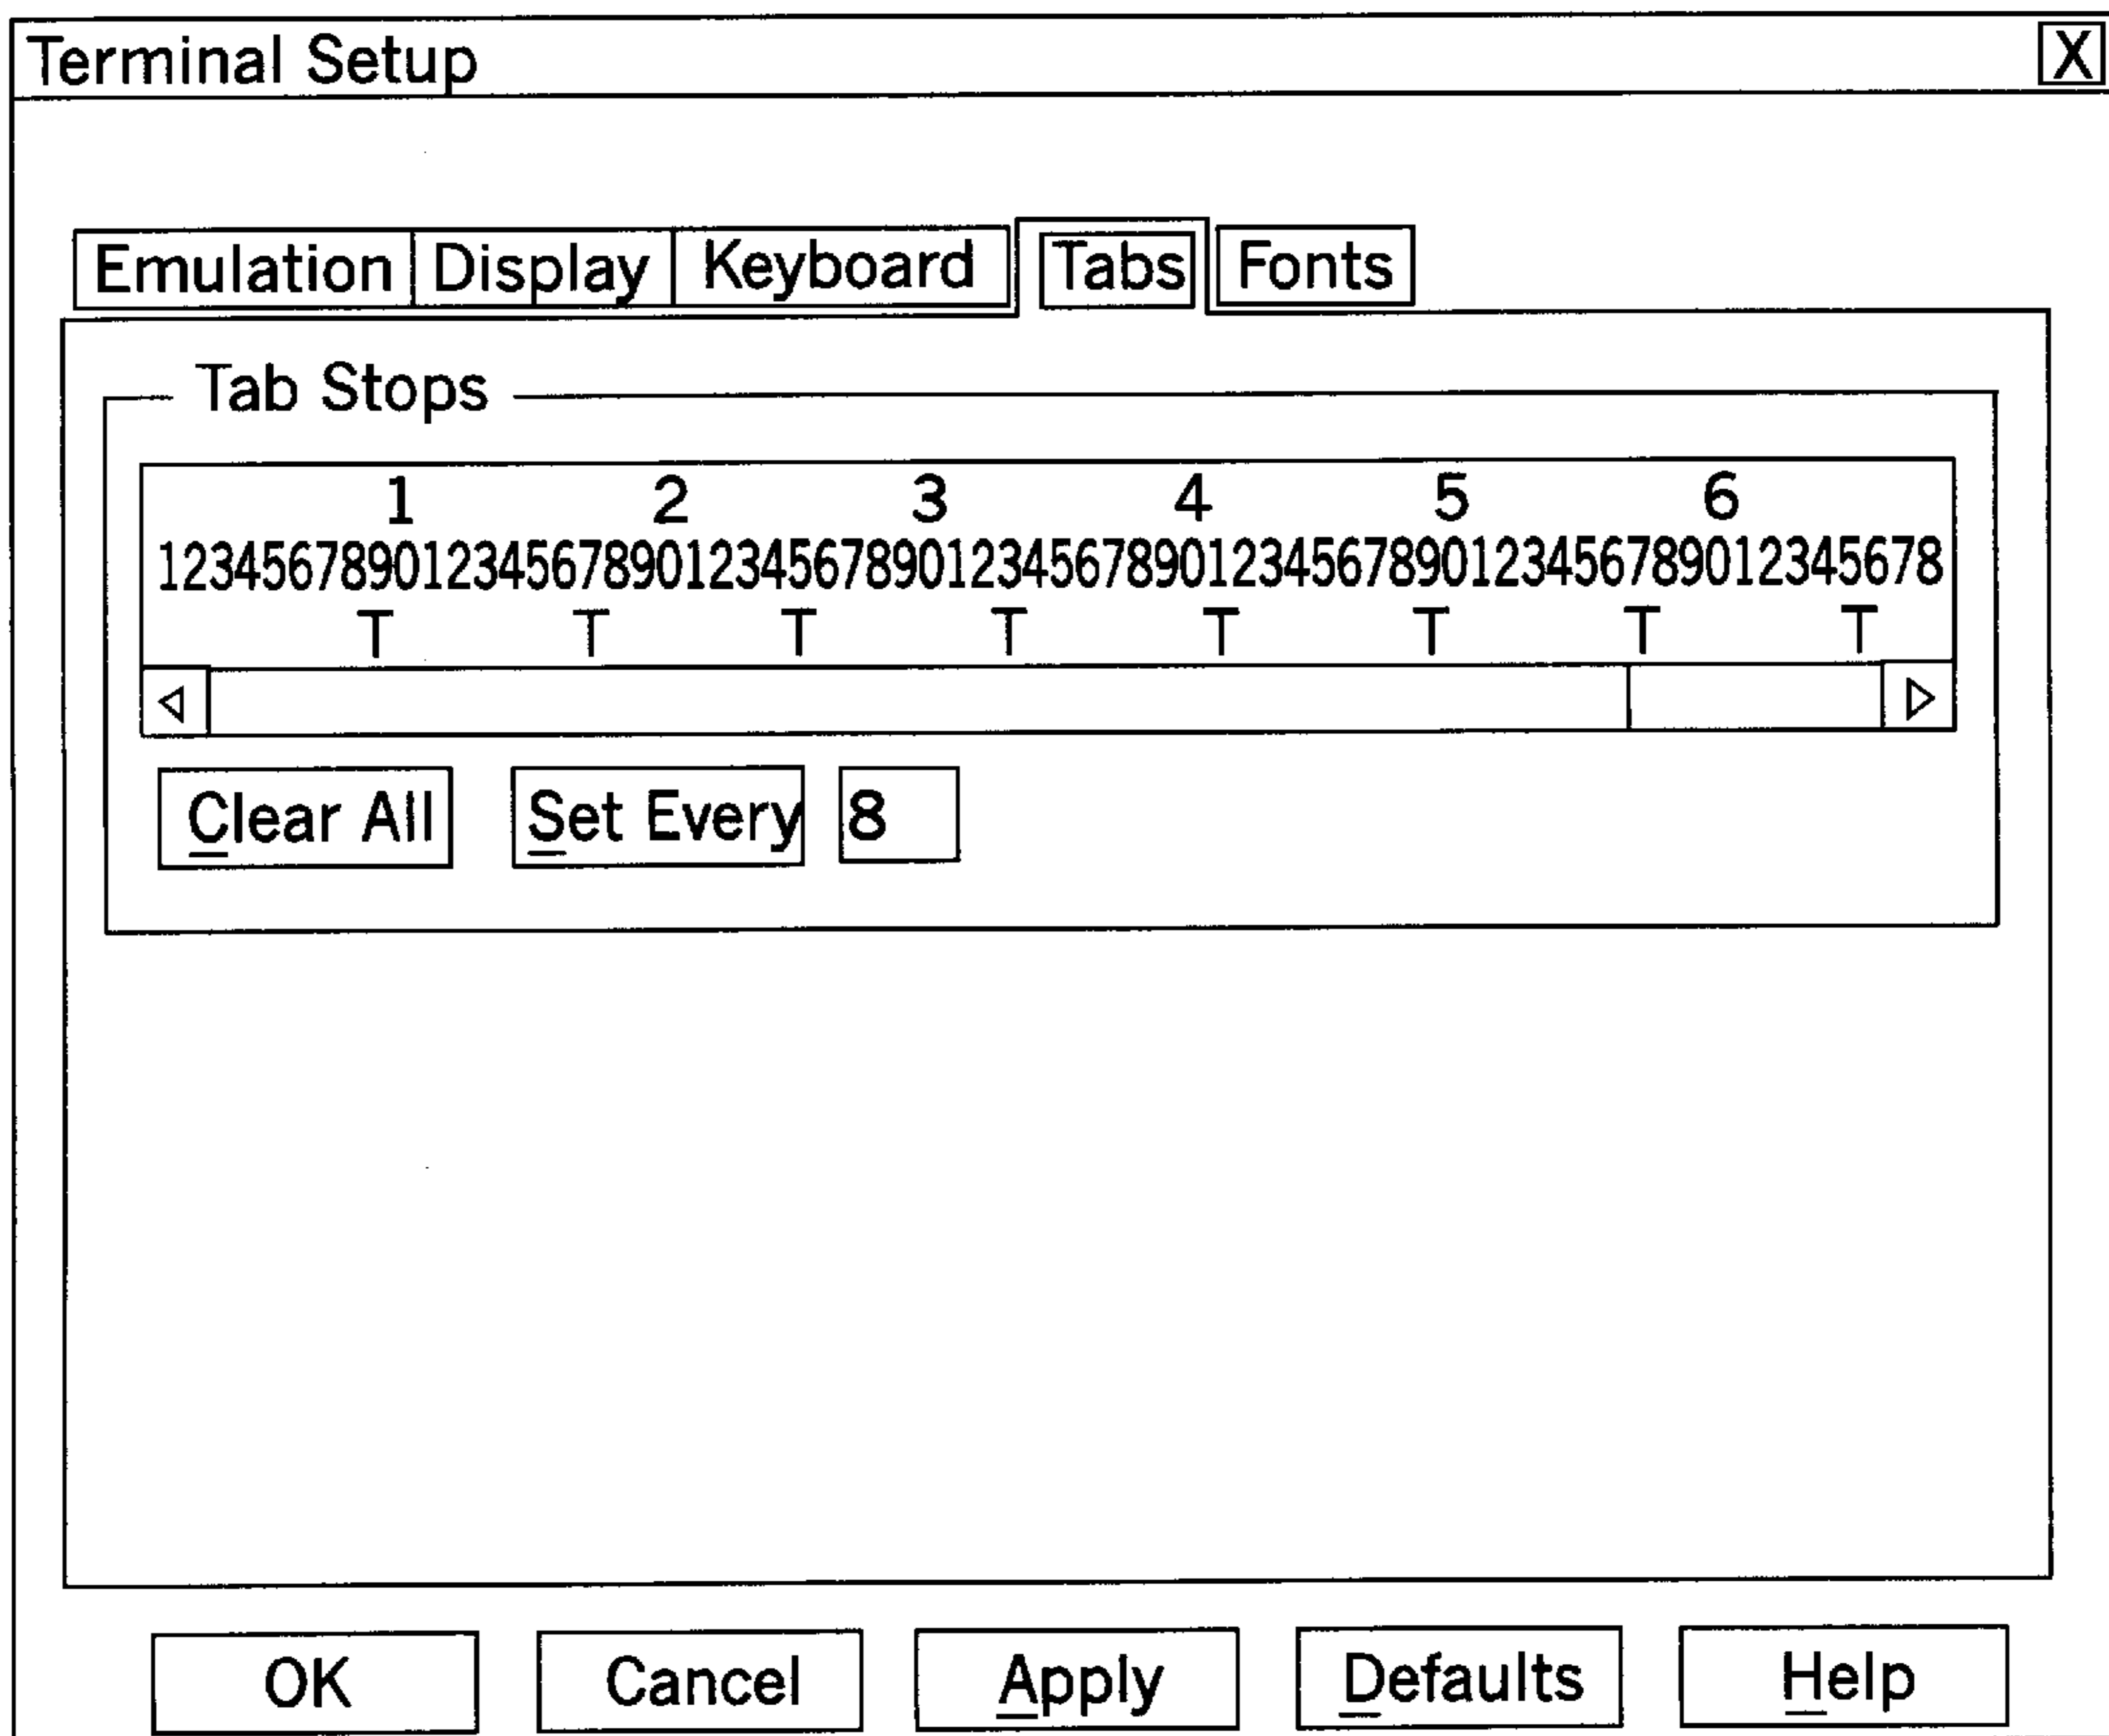 Terminal Setup X
Emulation Display Keyboard Tabs Fonts
Tab Stops
1 2 3 4 5 6
12345678901234567890123456789012345678901234567890123456789012345678
T T T T T T T T
Clear All Set Every 8
OK Cancel Apply Defaults Help